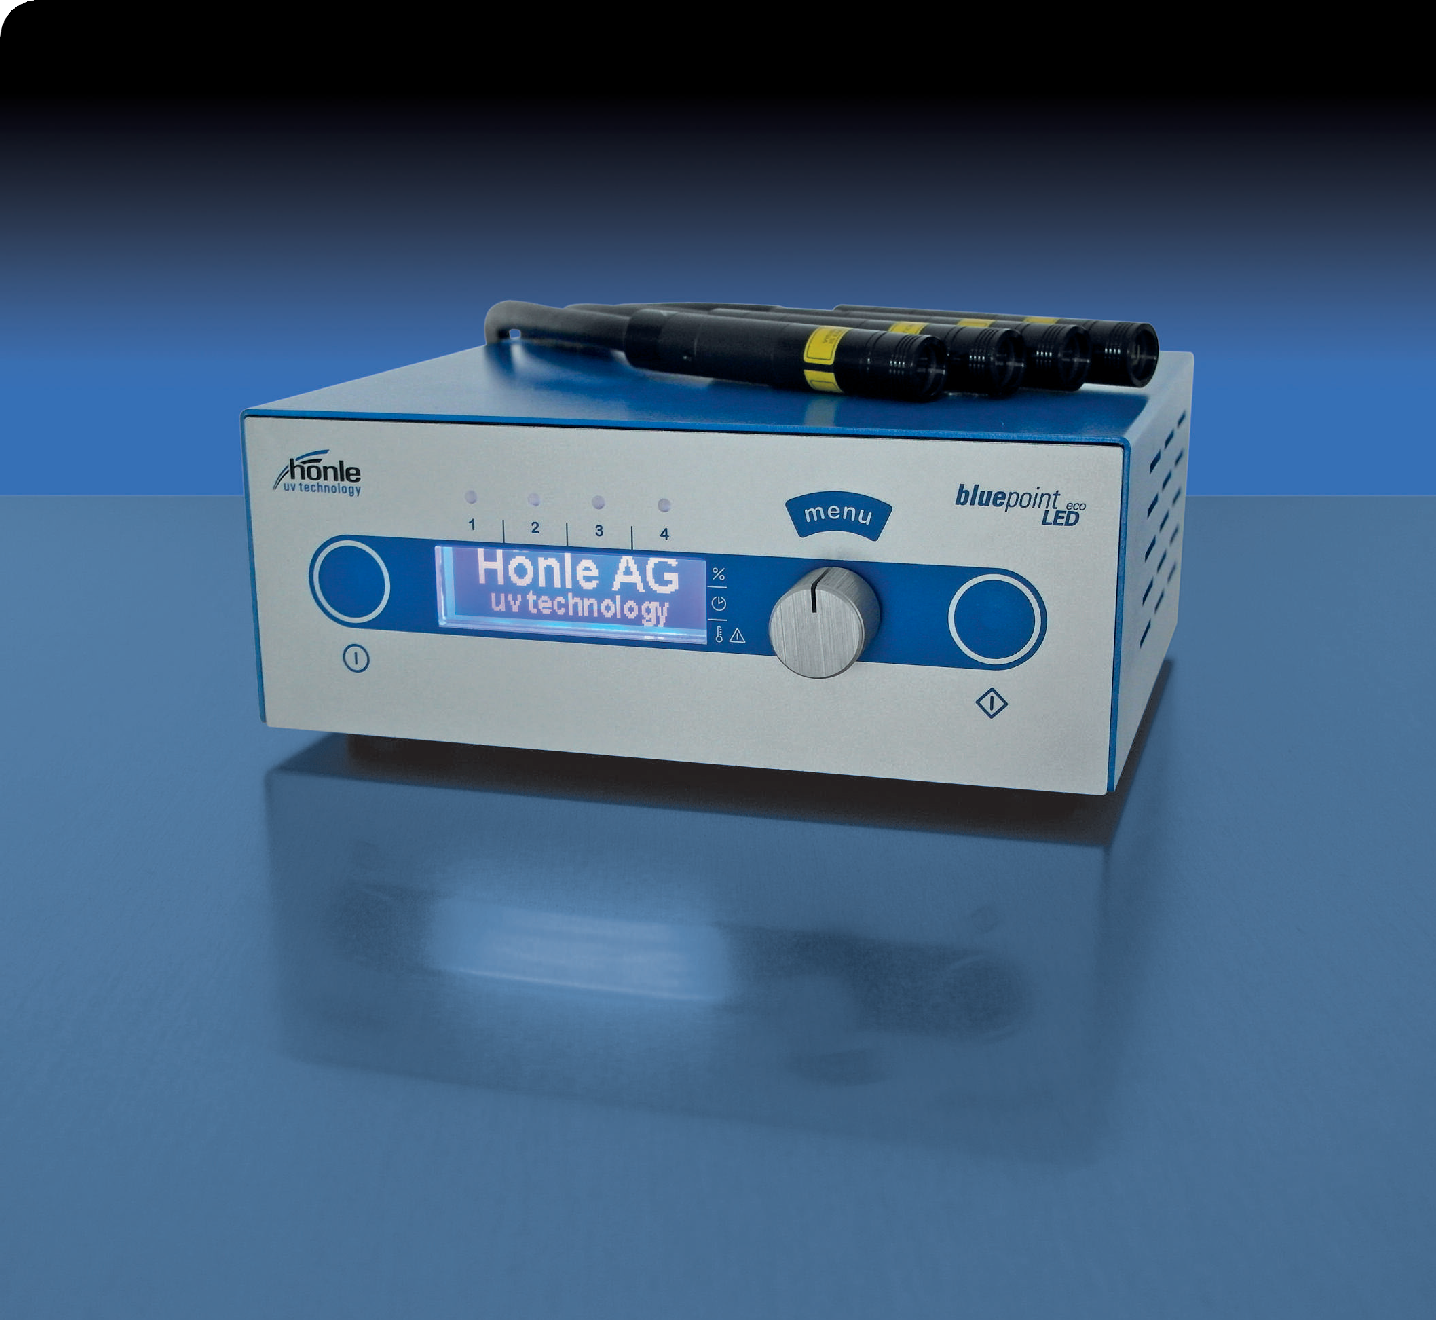 hönle
uv technology
bluepoint eco
LED
menu
1 2 3 4
Hönle AG
uv technology
%